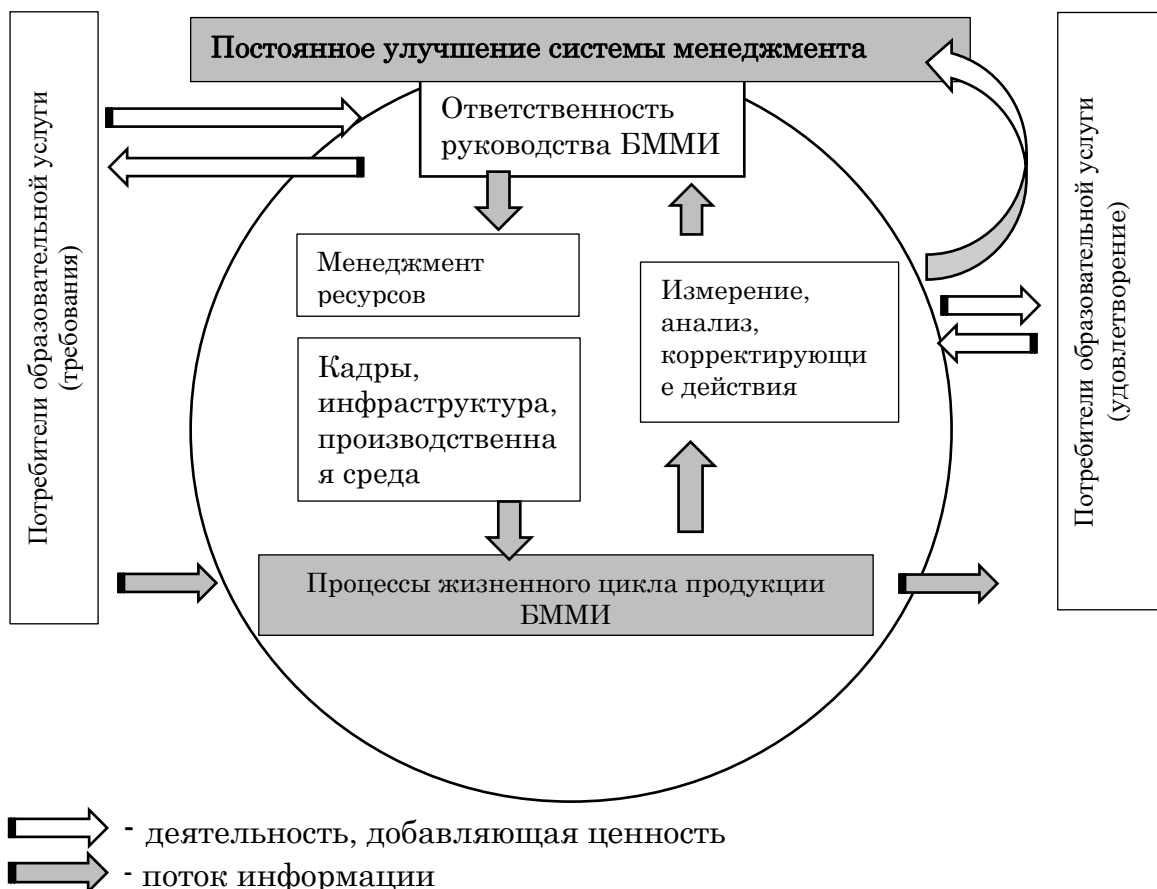 Постоянное улучшение системы менеджмента
Потребители образовательной услуги
(требования)
Ответственность
руководства БММИ
Менеджмент
ресурсов
Кадры,
инфраструктура,
производственна
я среда
Измерение,
анализ,
корректирующи
е действия
Процессы жизненного цикла продукции
БММИ
Потребители образовательной услуги
(удовлетворение)
- деятельность, добавляющая ценность
- поток информации